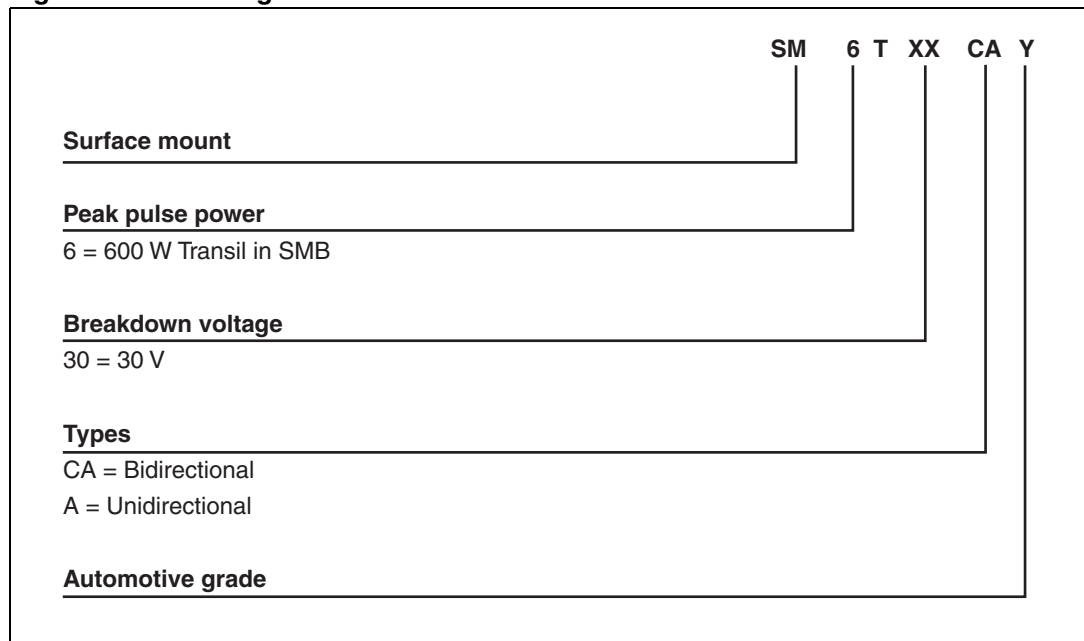 SM 6 T XX CA Y
Surface mount
Peak pulse power
6 = 600 W Transil in SMB
Breakdown voltage
30 = 30 V
Types
CA = Bidirectional
A = Unidirectional
Automotive grade